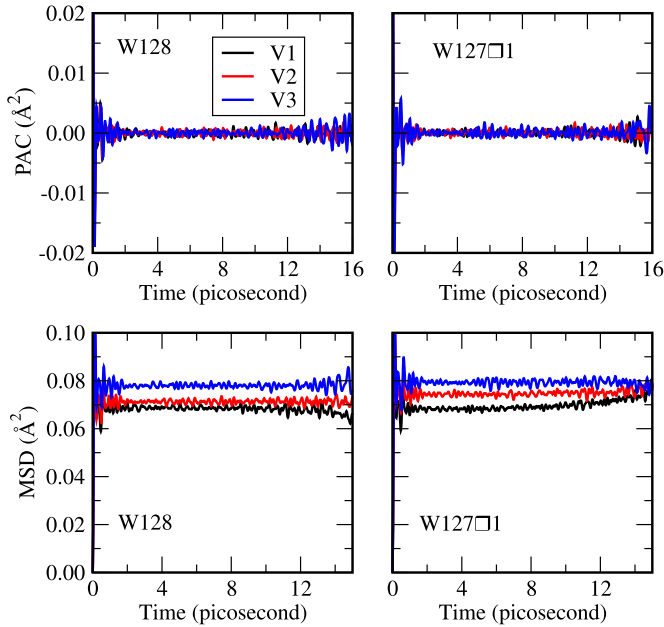 0.02
0.01
0.00
-0.01
-0.02
PAC (Å²)
W128
V1
V2
V3
0 4 8 12 16
Time (picosecond)
W127❒1
0 4 8 12 16
Time (picosecond)
0.10
0.08
0.06
0.04
0.02
0.00
MSD (Å²)
W128
0 4 8 12
Time (picosecond)
W127❒1
0 4 8 12
Time (picosecond)